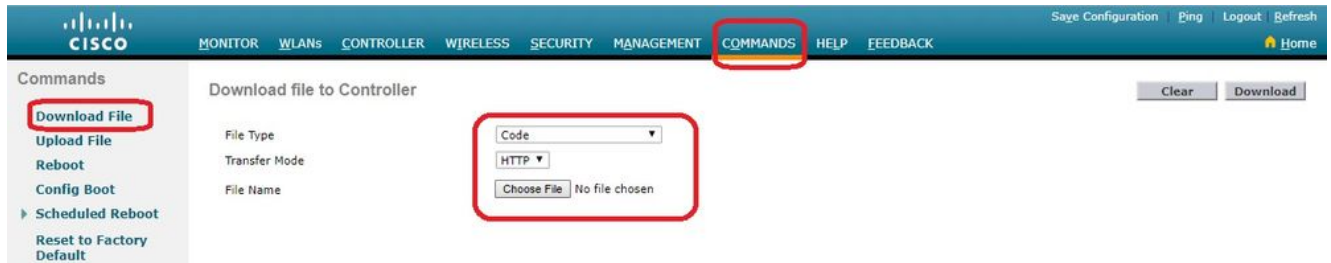 Save Configuration Ping Logout Refresh
CISCO MONITOR WLANs CONTROLLER WIRELESS SECURITY MANAGEMENT COMMANDS HELP FEEDBACK Home
Commands
Download File
Upload File
Reboot
Config Boot
Scheduled Reboot
Reset to Factory
Default
Download file to Controller
Clear Download
File Type Code
Transfer Mode HTTP
File Name Choose File No file chosen